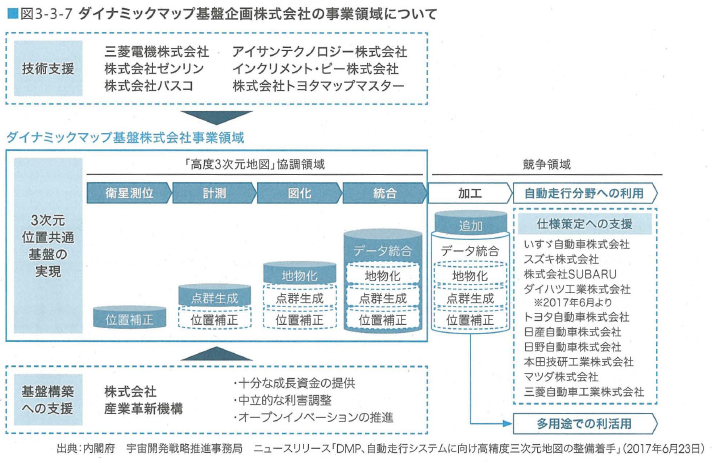 ■図3-3-7 ダイナミックマップ基盤企画株式会社の事業領域について
技術支援
三菱電機株式会社
株式会社ゼンリン
株式会社パスコ
アイサンテクノロジー株式会社
インクリメント・ピー株式会社
株式会社トヨタマップマスター
ダイナミックマップ基盤株式会社事業領域
「高度3次元地図」協調領域
競争領域
3次元
位置共通
基盤の
実現
衛星測位
計測
図化
統合
加工
自動走行分野への利用
位置補正
点群生成
位置補正
地物化
点群生成
位置補正
データ統合
地物化
点群生成
位置補正
追加
データ統合
地物化
点群生成
位置補正
仕様策定への支援
いすゞ自動車株式会社
スズキ株式会社
株式会社SUBARU
ダイハツ工業株式会社
※2017年6月より
トヨタ自動車株式会社
日産自動車株式会社
日野自動車株式会社
本田技研工業株式会社
マツダ株式会社
三菱自動車工業株式会社
多用途での利活用
基盤構築
への支援
株式会社
産業革新機構
・十分な成長資金の提供
・中立的な利害調整
・オープンイノベーションの推進
出典：内閣府 宇宙開発戦略推進事務局 ニュースリリース「DMP、自動走行システムに向け高精度三次元地図の整備着手」（2017年6月23日）